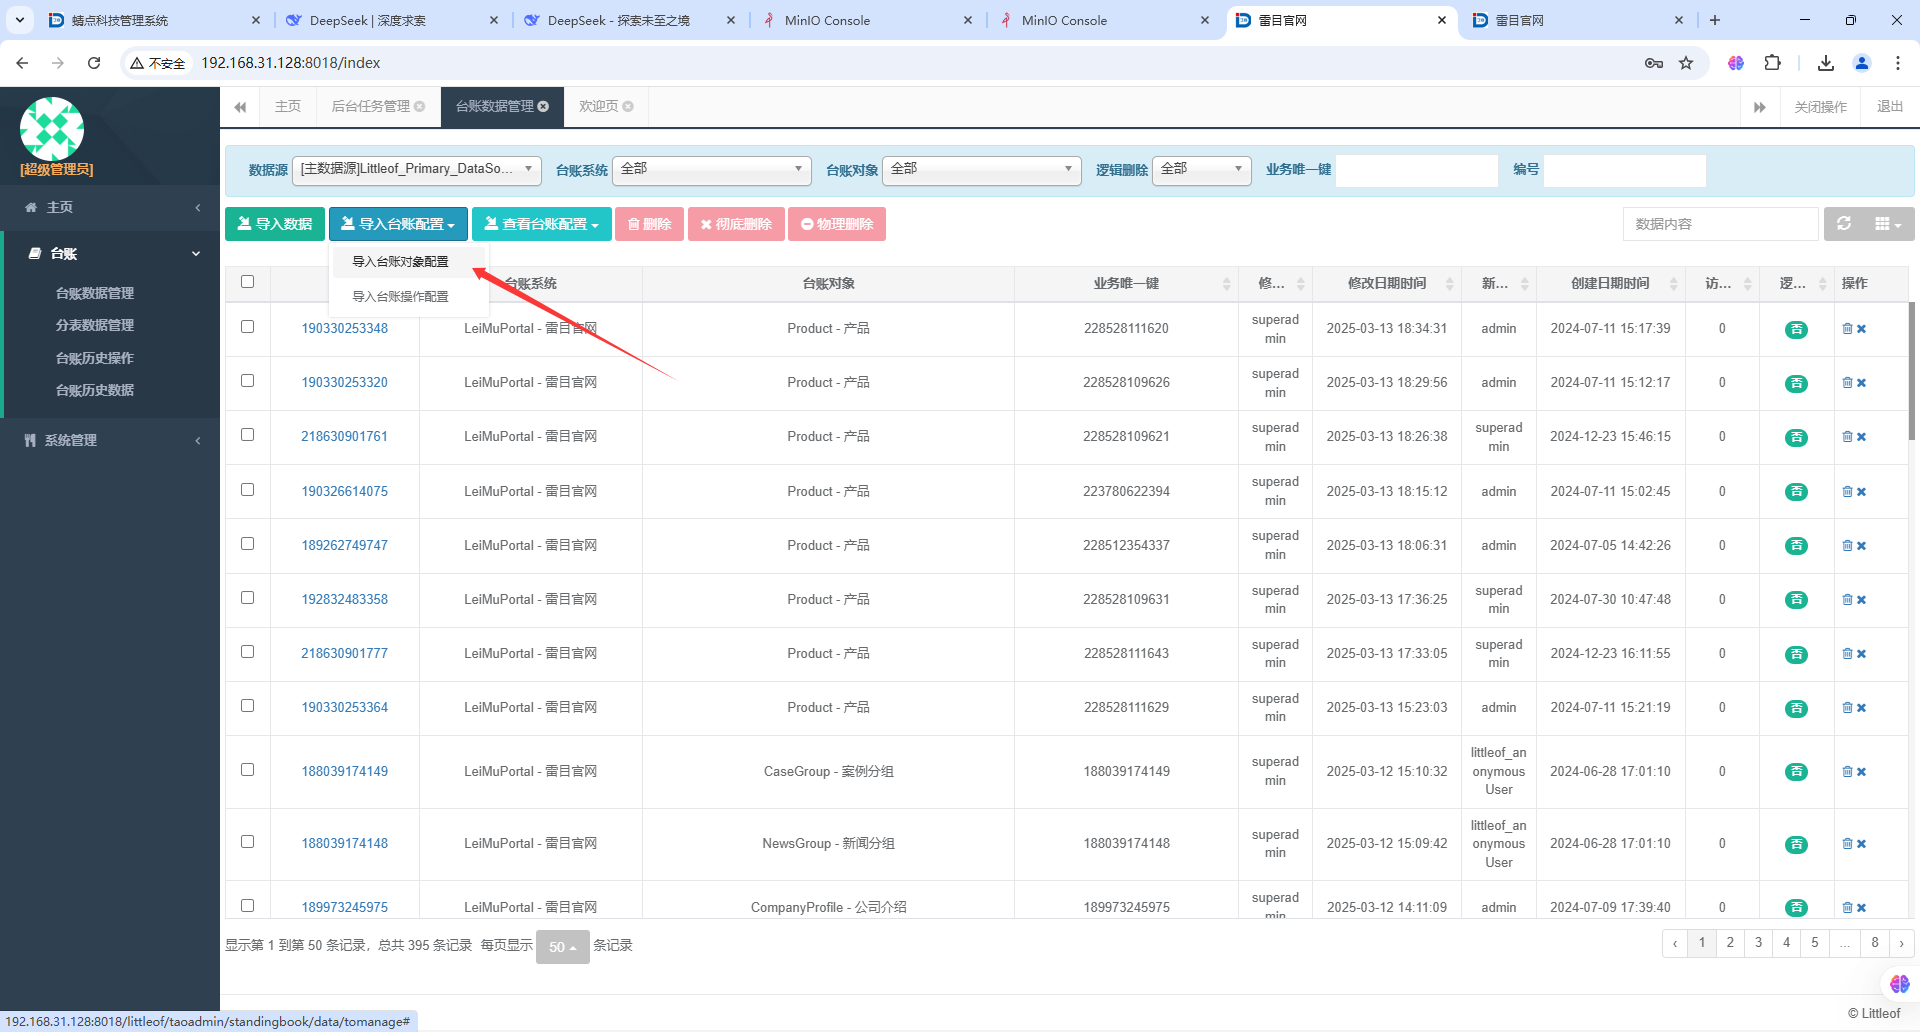 蜻点科技管理系统
DeepSeek | 深度求索
DeepSeek - 探索未至之境
MinIO Console
MinIO Console
雷目官网
雷目官网
不安全
192.168.31.128:8018/index
主页
后台任务管理
台账数据管理
欢迎页
关闭操作
退出
[超级管理员]
主页
台账
台账数据管理
分表数据管理
台账历史操作
台账历史数据
系统管理
数据源 [主数据源]Littleof_Primary_DataSo... 台账系统 全部 台账对象 全部 逻辑删除 全部 业务唯一键 编号
导入数据 导入台账配置 查看台账配置 删除 彻底删除 物理删除 数据内容
导入台账对象配置
导入台账操作配置
台账系统 台账对象 业务唯一键 修... 修改日期时间 新... 创建日期时间 访... 逻... 操作
190330253348 LeiMuPortal - 雷目官网 Product - 产品 228528111620 superadmin 2025-03-13 18:34:31 admin 2024-07-11 15:17:39 0 否
190330253320 LeiMuPortal - 雷目官网 Product - 产品 228528109626 superadmin 2025-03-13 18:29:56 admin 2024-07-11 15:12:17 0 否
218630901761 LeiMuPortal - 雷目官网 Product - 产品 228528109621 superadmin 2025-03-13 18:26:38 superadmin 2024-12-23 15:46:15 0 否
190326614075 LeiMuPortal - 雷目官网 Product - 产品 223780622394 superadmin 2025-03-13 18:15:12 admin 2024-07-11 15:02:45 0 否
189262749747 LeiMuPortal - 雷目官网 Product - 产品 228512354337 superadmin 2025-03-13 18:06:31 admin 2024-07-05 14:42:26 0 否
192832483358 LeiMuPortal - 雷目官网 Product - 产品 228528109631 superadmin 2025-03-13 17:36:25 superadmin 2024-07-30 10:47:48 0 否
218630901777 LeiMuPortal - 雷目官网 Product - 产品 228528111643 superadmin 2025-03-13 17:33:05 superadmin 2024-12-23 16:11:55 0 否
190330253364 LeiMuPortal - 雷目官网 Product - 产品 228528111629 superadmin 2025-03-13 15:23:03 admin 2024-07-11 15:21:19 0 否
188039174149 LeiMuPortal - 雷目官网 CaseGroup - 案例分组 188039174149 superadmin 2025-03-12 15:10:32 littleof_anonymousUser 2024-06-28 17:01:10 0 否
188039174148 LeiMuPortal - 雷目官网 NewsGroup - 新闻分组 188039174148 superadmin 2025-03-12 15:09:42 littleof_anonymousUser 2024-06-28 17:01:10 0 否
189973245975 LeiMuPortal - 雷目官网 CompanyProfile - 公司介绍 189973245975 superadmin 2025-03-12 14:11:09 admin 2024-07-09 17:39:40 0 否
显示第 1 到第 50 条记录，总共 395 条记录 每页显示 50 条记录
‹ 1 2 3 4 5 ... 8 ›
© Littleof
192.168.31.128:8018/littleof/taoadmin/standingbook/data/tomanage#